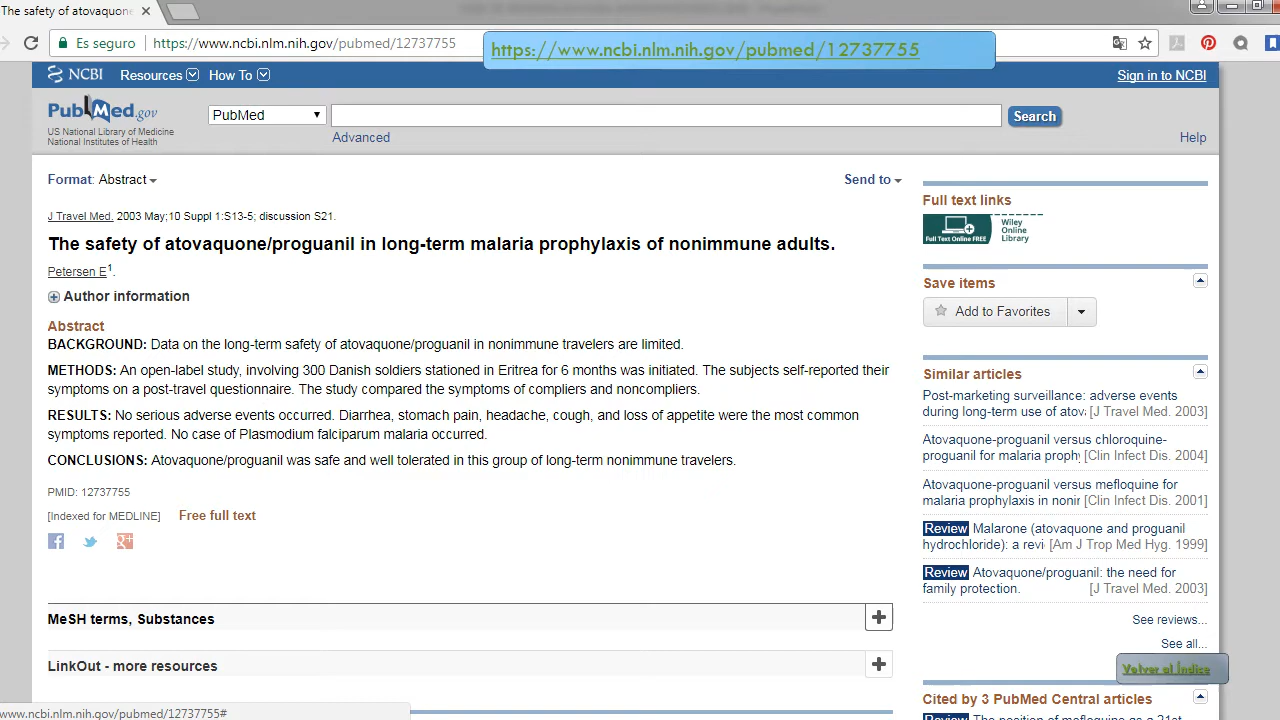 The safety of atovaquone
Es seguro
https://www.ncbi.nlm.nih.gov/pubmed/12737755
https://www.ncbi.nlm.nih.gov/pubmed/12737755
NCBI Resources How To
Sign in to NCBI
PubMed.gov
US National Library of Medicine
National Institutes of Health
PubMed
Search
Advanced
Help
Format: Abstract
Send to
J Travel Med. 2003 May;10 Suppl 1:S13-5; discussion S21.
The safety of atovaquone/proguanil in long-term malaria prophylaxis of nonimmune adults.
Petersen E1.
Author information
Abstract
BACKGROUND: Data on the long-term safety of atovaquone/proguanil in nonimmune travelers are limited.
METHODS: An open-label study, involving 300 Danish soldiers stationed in Eritrea for 6 months was initiated. The subjects self-reported their
symptoms on a post-travel questionnaire. The study compared the symptoms of compliers and noncompliers.
RESULTS: No serious adverse events occurred. Diarrhea, stomach pain, headache, cough, and loss of appetite were the most common
symptoms reported. No case of Plasmodium falciparum malaria occurred.
CONCLUSIONS: Atovaquone/proguanil was safe and well tolerated in this group of long-term nonimmune travelers.
PMID: 12737755
[Indexed for MEDLINE] Free full text
MeSH terms, Substances
LinkOut - more resources
www.ncbi.nlm.nih.gov/pubmed/12737755#
Full text links
Full Text Online FREE
Wiley
Online
Library
Save items
Add to Favorites
Similar articles
Post-marketing surveillance: adverse events
during long-term use of atov [J Travel Med. 2003]
Atovaquone-proguanil versus chloroquine-
proguanil for malaria proph [Clin Infect Dis. 2004]
Atovaquone-proguanil versus mefloquine for
malaria prophylaxis in nonir [Clin Infect Dis. 2001]
Review Malarone (atovaquone and proguanil
hydrochloride): a revi [Am J Trop Med Hyg. 1999]
Review Atovaquone/proguanil: the need for
family protection. [J Travel Med. 2003]
See reviews...
See all...
Volver al Índice
Cited by 3 PubMed Central articles